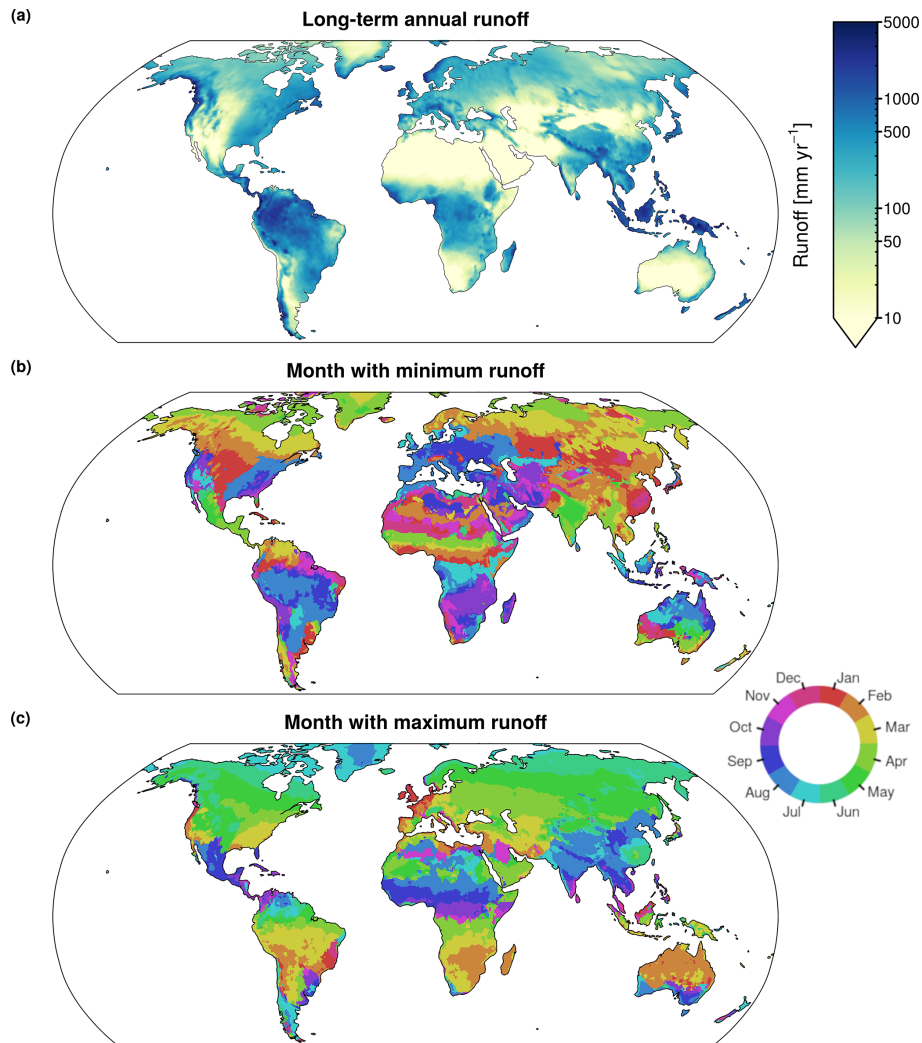 (a)
Long-term annual runoff
5000
1000
500
100
50
10
Runoff [mm yr⁻¹]
(b)
Month with minimum runoff
Dec
Jan
Nov
Feb
Oct
Mar
Sep
Apr
Aug
May
Jul
Jun
(c)
Month with maximum runoff